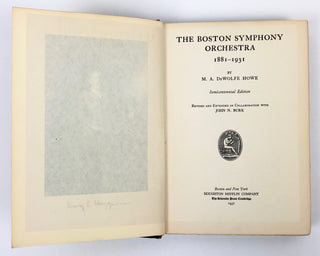 THE BOSTON SYMPHONY
ORCHESTRA
1881–1931
BY
M. A. DeWOLFE HOWE
Semicentennial Edition
Revised and Extended in Collaboration with
JOHN N. BURK
Boston and New York
HOUGHTON MIFFLIN COMPANY
The Riverside Press Cambridge
1931